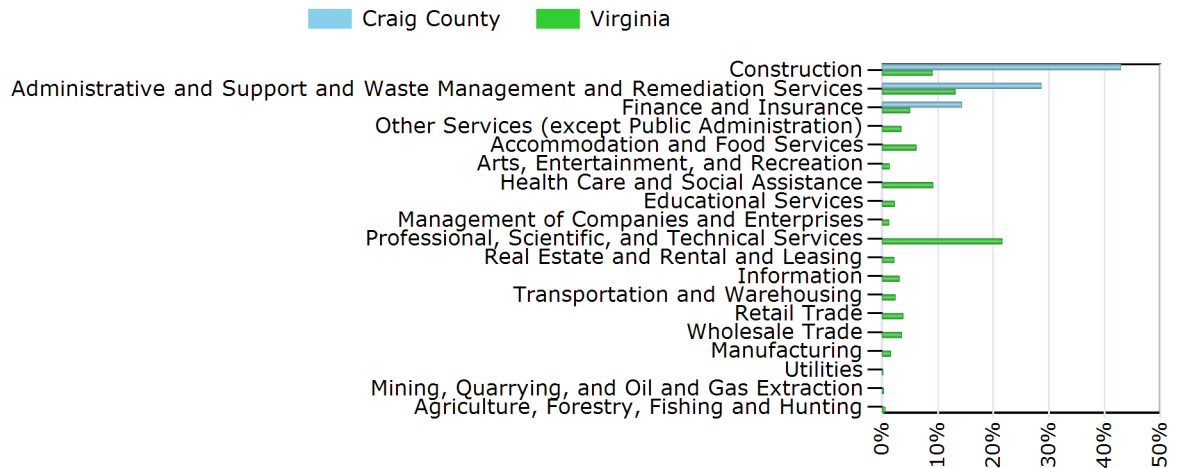 Craig County
Virginia
Construction
Administrative and Support and Waste Management and Remediation Services
Finance and Insurance
Other Services (except Public Administration)
Accommodation and Food Services
Arts, Entertainment, and Recreation
Health Care and Social Assistance
Educational Services
Management of Companies and Enterprises
Professional, Scientific, and Technical Services
Real Estate and Rental and Leasing
Information
Transportation and Warehousing
Retail Trade
Wholesale Trade
Manufacturing
Utilities
Mining, Quarrying, and Oil and Gas Extraction
Agriculture, Forestry, Fishing and Hunting
0%
10%
20%
30%
40%
50%